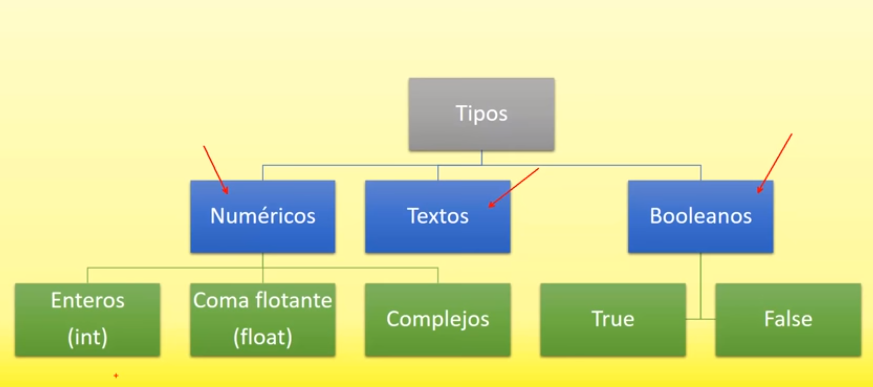 Tipos
Numéricos
Textos
Booleanos
Enteros
(int)
Coma flotante
(float)
Complejos
True
False